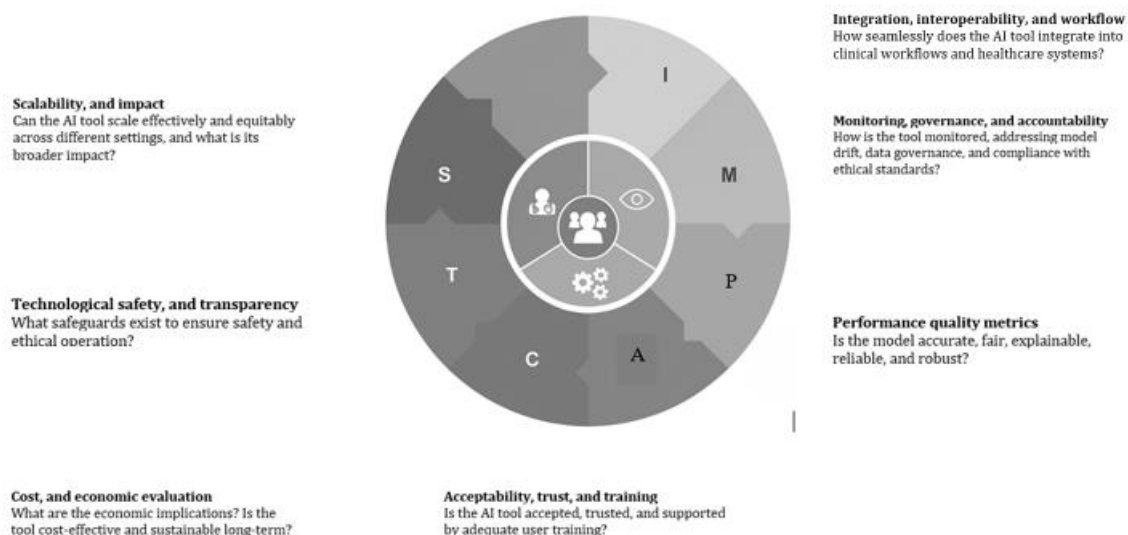 Integration, interoperability, and workflow
How seamlessly does the AI tool integrate into
clinical workflows and healthcare systems?
Scalability, and impact
Can the AI tool scale effectively and equitably
across different settings, and what is its
broader impact?
Monitoring, governance, and accountability
How is the tool monitored, addressing model
drift, data governance, and compliance with
ethical standards?
I
M
P
A
C
T
S
Technological safety, and transparency
What safeguards exist to ensure safety and
ethical operation?
Performance quality metrics
Is the model accurate, fair, explainable,
reliable, and robust?
Cost, and economic evaluation
What are the economic implications? Is the
tool cost-effective and sustainable long-term?
Acceptability, trust, and training
Is the AI tool accepted, trusted, and supported
by adequate user training?